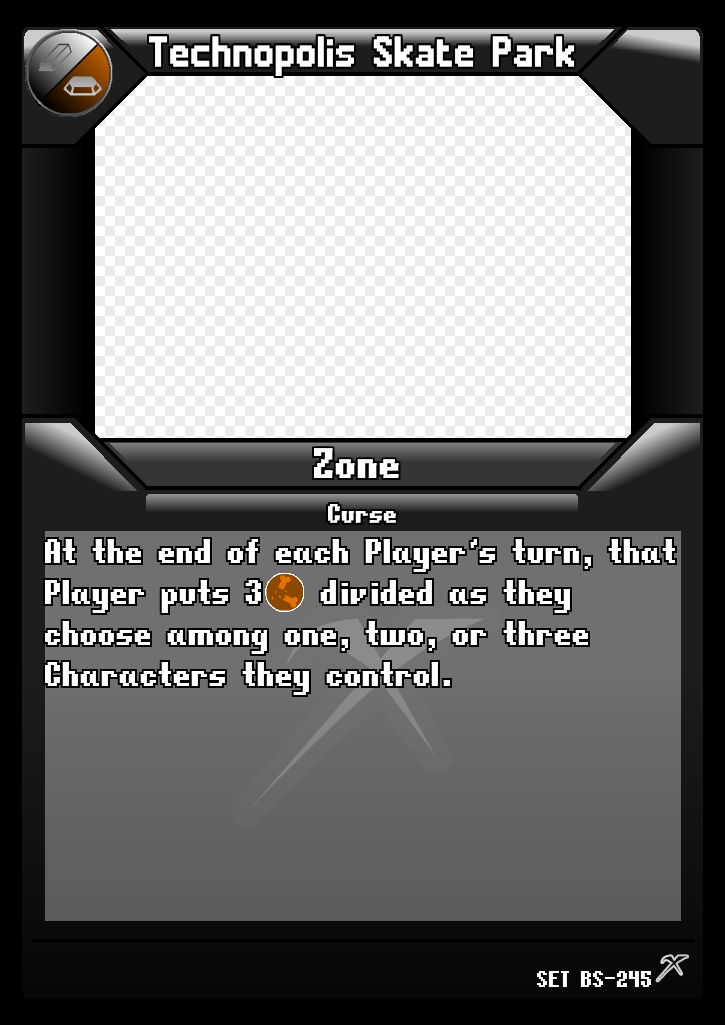 Technopolis Skate Park
Zone
Curse
At the end of each Player's turn, that
Player puts 3 divided as they
choose among one, two, or three
Characters they control.
SET BS-245